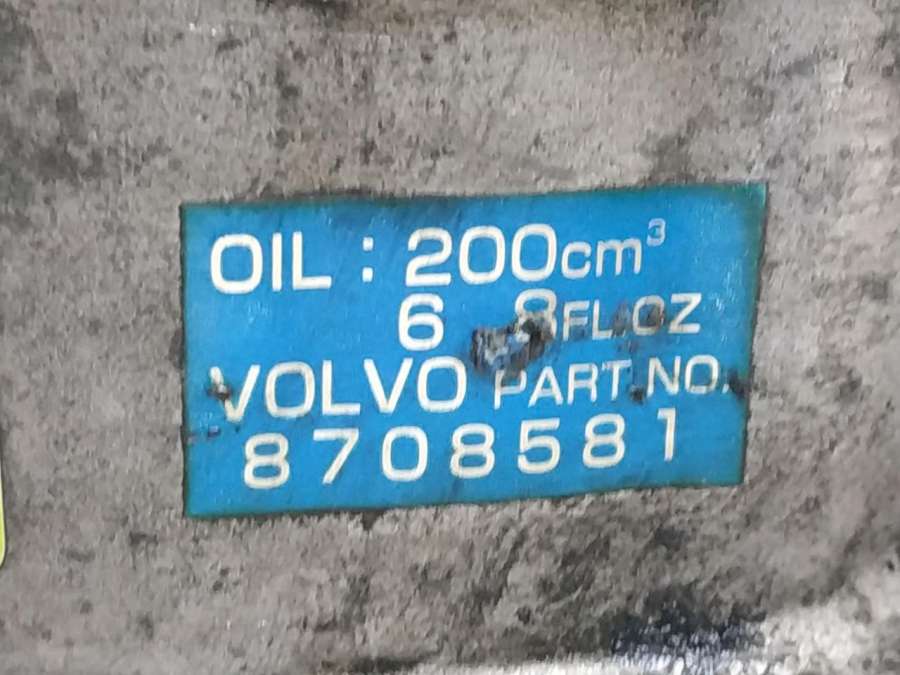 OIL : 200cm³
6 8FL.OZ
VOLVO PART NO.
8708581